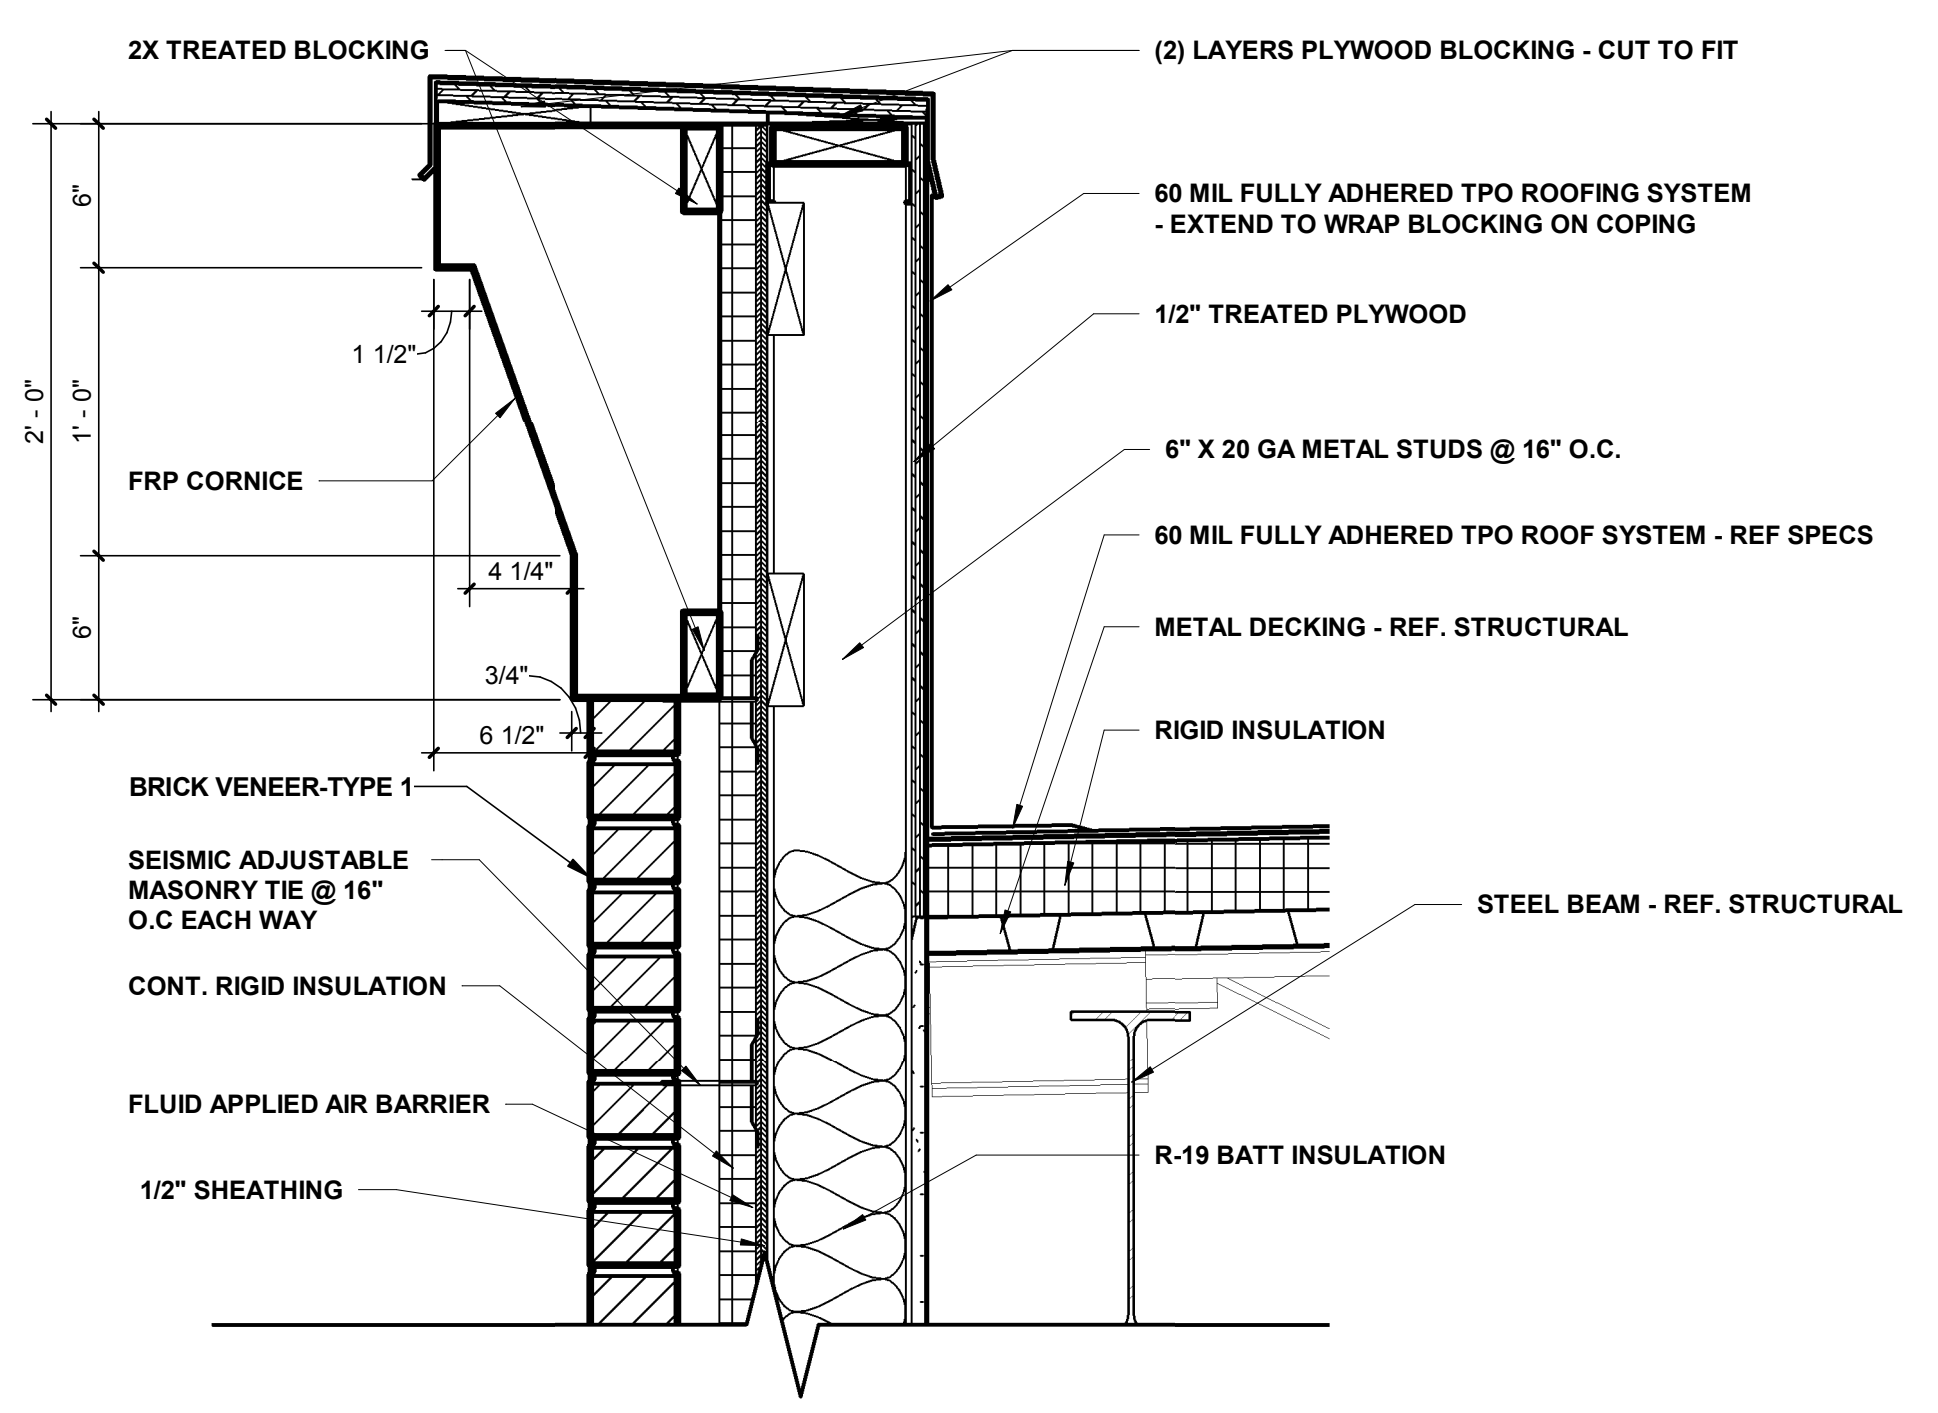 2X TREATED BLOCKING
(2) LAYERS PLYWOOD BLOCKING - CUT TO FIT
6"
60 MIL FULLY ADHERED TPO ROOFING SYSTEM
- EXTEND TO WRAP BLOCKING ON COPING
1/2" TREATED PLYWOOD
1 1/2"
2' - 0"
1' - 0"
6" X 20 GA METAL STUDS @ 16" O.C.
FRP CORNICE
60 MIL FULLY ADHERED TPO ROOF SYSTEM - REF SPECS
4 1/4"
6"
METAL DECKING - REF. STRUCTURAL
3/4"
6 1/2"
RIGID INSULATION
BRICK VENEER-TYPE 1
SEISMIC ADJUSTABLE
MASONRY TIE @ 16"
O.C EACH WAY
STEEL BEAM - REF. STRUCTURAL
CONT. RIGID INSULATION
FLUID APPLIED AIR BARRIER
R-19 BATT INSULATION
1/2" SHEATHING